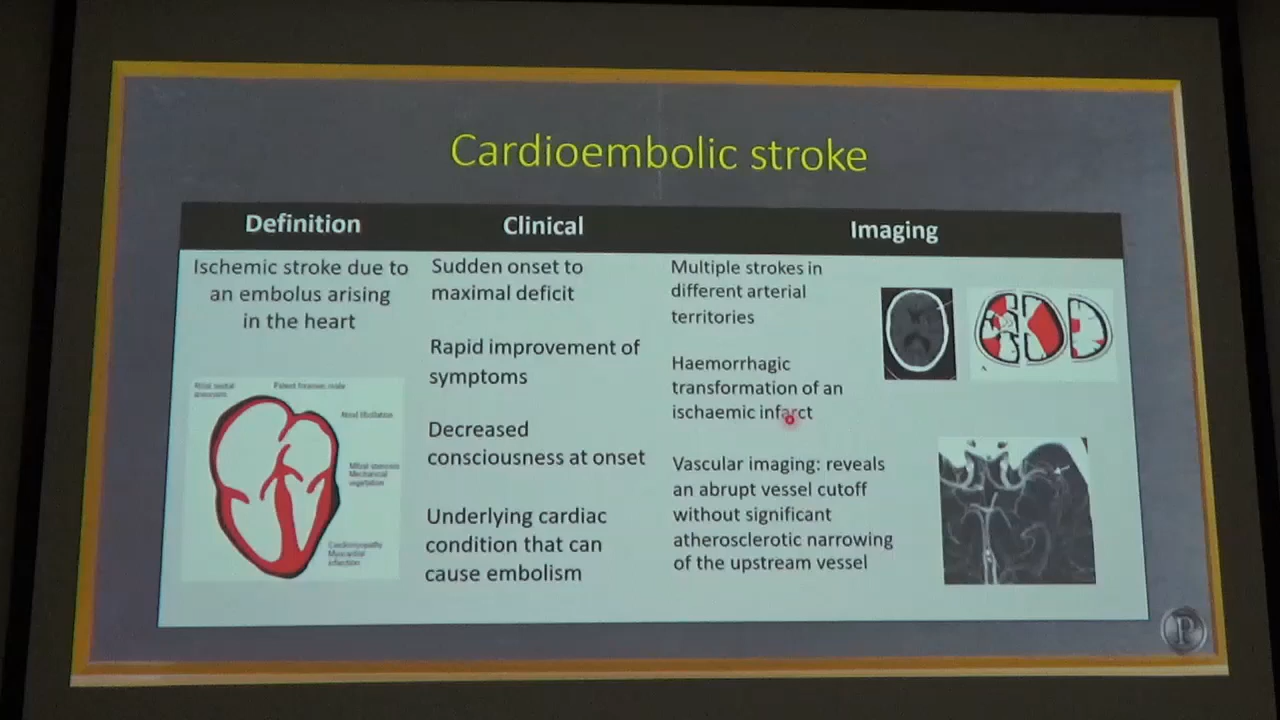 Cardioembolic stroke
Definition
Clinical
Imaging
Ischemic stroke due to
an embolus arising
in the heart
Patent foramen ovale
Atrial fibrillation
Mitral stenosis
Mechanical
vegetation
Cardiomyopathy
Myocardial
infarction
Sudden onset to
maximal deficit
Rapid improvement of
symptoms
Decreased
consciousness at onset
Underlying cardiac
condition that can
cause embolism
Multiple strokes in
different arterial
territories
Haemorrhagic
transformation of an
ischaemic infarct
Vascular imaging: reveals
an abrupt vessel cutoff
without significant
atherosclerotic narrowing
of the upstream vessel
P